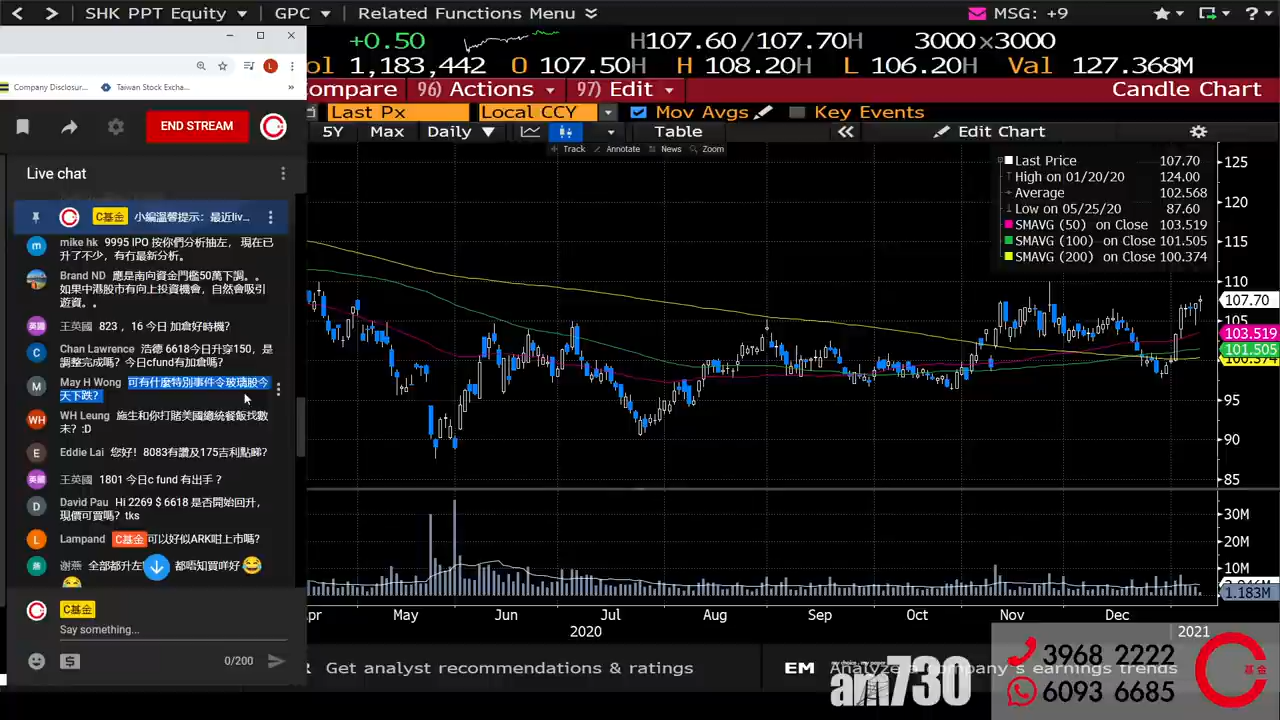 SHK PPT Equity
GPC
Related Functions Menu
MSG: +9
?
+0.50
H107.60/107.70H
3000×3000
ol 1,183,442
O 107.50H
H 108.20H
L 106.20H
Val 127.368M
ompare
96) Actions
97) Edit
Candle Chart
Last Px
Local CCY
Mov Avgs
Key Events
5Y
Max
Daily
Table
Edit Chart
Track
Annotate
News
Zoom
Company Disclosur...
Taiwan Stock Excha...
L
END STREAM
Live chat
C基金 小編溫馨提示：最近liv...
mike hk 9995 IPO 按你們分析抽左，現在已
升了不少，有冇最新分析。
Brand ND 應是南向資金門檻50萬下調。。
如果中港股市有向上投資機會，自然會吸引
遊資。。
王英國 823 , 16 今日 加倉好時機?
Chan Lawrence 浩德 6618今日升穿150，是
調整完成嗎? 今日cfund有加倉嗎?
May H Wong 可有什麼特別事件令玻璃股今
天下跌?
WH Leung 施生和你打賭美國總統餐飯找數
未? :D
Eddie Lai 您好! 8083有讚及175吉利點睇?
王英國 1801 今日c fund 有出手 ?
David Pau Hi 2269 $ 6618 是否開始回升,
現價可買嗎? tks
Lampand C基金 可以好似ARK咁上市嗎?
謝燕 全部都升左
都唔知買咩好
C基金
Say something...
0/200
Last Price 107.70
High on 01/20/20 124.00
Average 102.568
Low on 05/25/20 87.60
SMAVG (50) on Close 103.519
SMAVG (100) on Close 101.505
SMAVG (200) on Close 100.374
125
120
115
110
107.70
105
103.519
101.505
100.374
95
90
85
30M
20M
10M
1.183M
pr
May
Jun
Jul
Aug
Sep
Oct
Nov
Dec
2020
2021
R Get analyst recommendations & ratings
EM Analyze a company's earnings trends
am730
3968 2222
6093 6685
基金